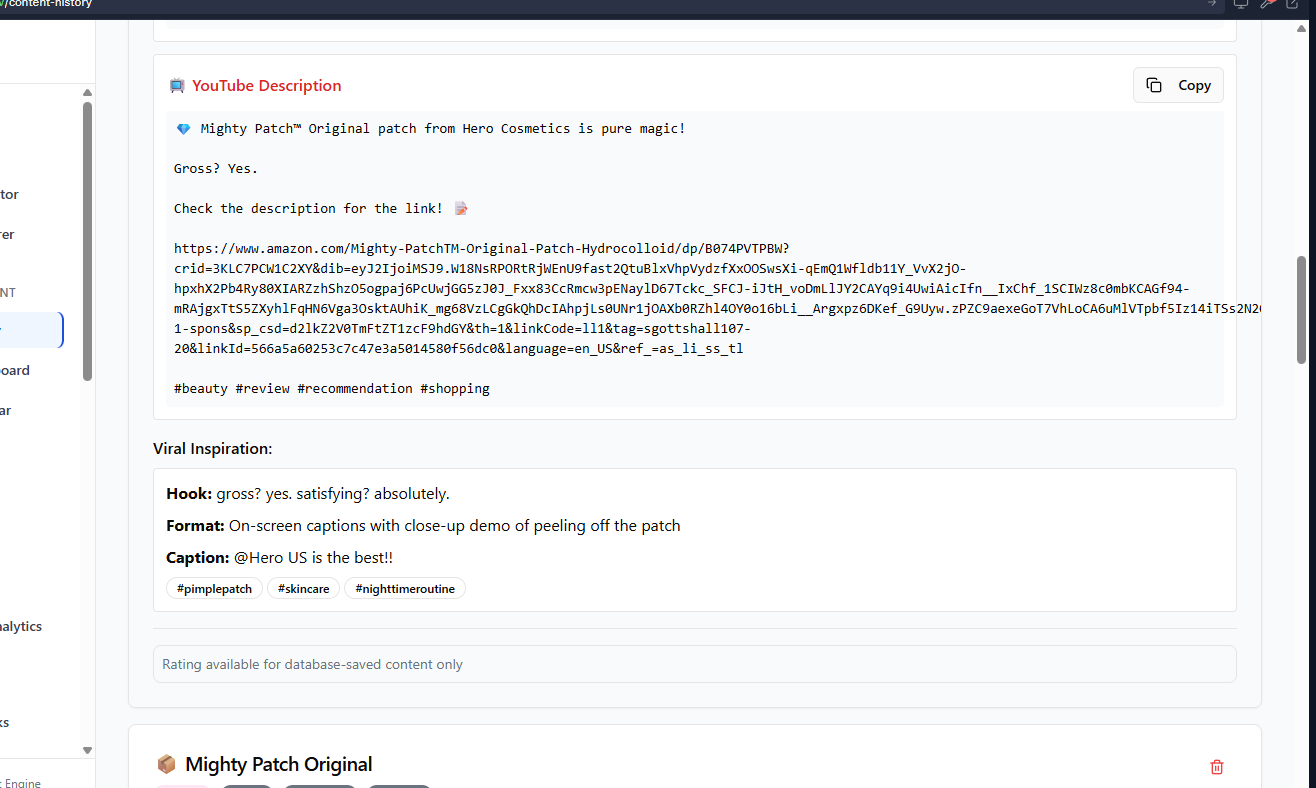 /content-history
YouTube Description
Copy
Mighty Patch™ Original patch from Hero Cosmetics is pure magic!
Gross? Yes.
Check the description for the link!
https://www.amazon.com/Mighty-PatchTM-Original-Patch-Hydrocolloid/dp/B074PVTPBW?
crid=3KLC7PCW1C2XY&dib=eyJ2IjoiMSJ9.W18NsRPORtRjWEnU9fast2QtuBlxVhpVydzfXxOOSwsXi-qEmQ1Wfldb11Y_VvX2jO-
hpxhX2Pb4Ry80XIARZzhShzO5ogpaj6PcUwjGG5zJ0J_Fxx83CcRmcw3pENaylD67Tckc_SFCJ-iJtH_voDmLlJY2CAYq9i4UwiAicIfn__IxChf_1SCIWz8c0mbKCAGf94-
mRAjgxTtS5ZXyhlFqHN6Vga3OsktAUhiK_mg68VzLCgGkQhDcIAhpjLs0UNr1jOAXb0RZhl4OY0o16bLi__Argxpz6DKef_G9Uyw.zPZC9aexeGoT7VhLoCA6uMlVTpbf5Iz14iTSs2N2
1-spons&sp_csd=d2lkZ2V0TmFtZT1zcF9hdGY&th=1&linkCode=ll1&tag=sgottshall107-
20&linkId=566a5a60253c7c47e3a5014580f56dc0&language=en_US&ref_=as_li_ss_tl
#beauty #review #recommendation #shopping
Viral Inspiration:
Hook: gross? yes. satisfying? absolutely.
Format: On-screen captions with close-up demo of peeling off the patch
Caption: @Hero US is the best!!
#pimplepatch #skincare #nighttimeroutine
Rating available for database-saved content only
Mighty Patch Original
tor
rer
NT
oard
ar
nalytics
ks
t Engine